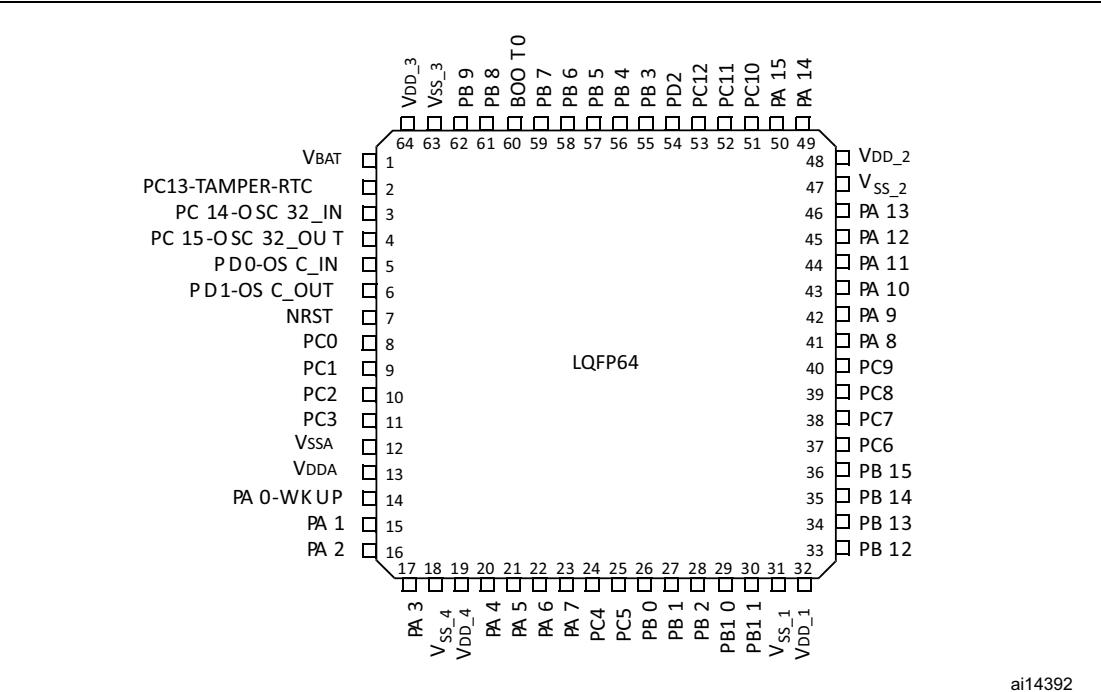 VDD_3 VSS_3 PB 9 PB 8 BOO T0 PB 7 PB 6 PB 5 PB 4 PB 3 PD2 PC12 PC11 PC10 PA 15 PA 14
64 63 62 61 60 59 58 57 56 55 54 53 52 51 50 49
VBAT 1 48 VDD_2
PC13-TAMPER-RTC 2 47 VSS_2
PC 14-O SC 32_IN 3 46 PA 13
PC 15-O SC 32_OU T 4 45 PA 12
P D0-OS C_IN 5 44 PA 11
P D1-OS C_OUT 6 43 PA 10
NRST 7 42 PA 9
PC0 8 41 PA 8
PC1 9 40 PC9
PC2 10 39 PC8
PC3 11 38 PC7
VSSA 12 37 PC6
VDDA 13 36 PB 15
PA 0-WK UP 14 35 PB 14
PA 1 15 34 PB 13
PA 2 16 33 PB 12
LQFP64
17 18 19 20 21 22 23 24 25 26 27 28 29 30 31 32
PA 3 VSS_4 VDD_4 PA 4 PA 5 PA 6 PA 7 PC4 PC5 PB 0 PB 1 PB 2 PB1 0 PB1 1 VSS_1 VDD_1
ai14392